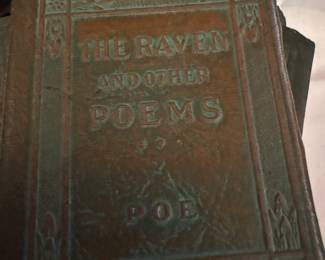 THE RAVEN
AND OTHER
POEMS
POE